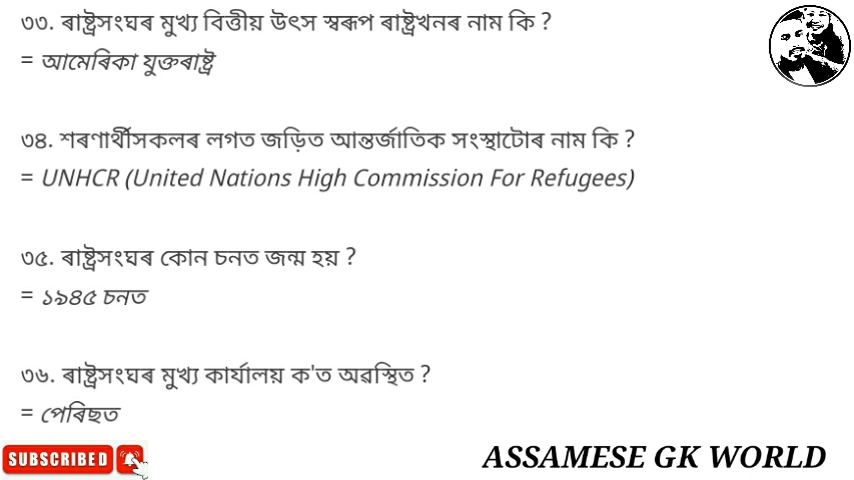 ৩৩. ৰাষ্ট্ৰসংঘৰ মুখ্য বিত্তীয় উৎস স্বৰূপ ৰাষ্ট্ৰখনৰ নাম কি ?
= আমেৰিকা যুক্তৰাষ্ট্ৰ
৩৪. শৰণাৰ্থীসকলৰ লগত জড়িত আন্তৰ্জাতিক সংস্থাটোৰ নাম কি ?
= UNHCR (United Nations High Commission For Refugees)
৩৫. ৰাষ্ট্ৰসংঘৰ কোন চনত জন্ম হয় ?
= ১৯৪৫ চনত
৩৬. ৰাষ্ট্ৰসংঘৰ মুখ্য কাৰ্যালয় ক'ত অৱস্থিত ?
= পেৰিছত
SUBSCRIBED
ASSAMESE GK WORLD